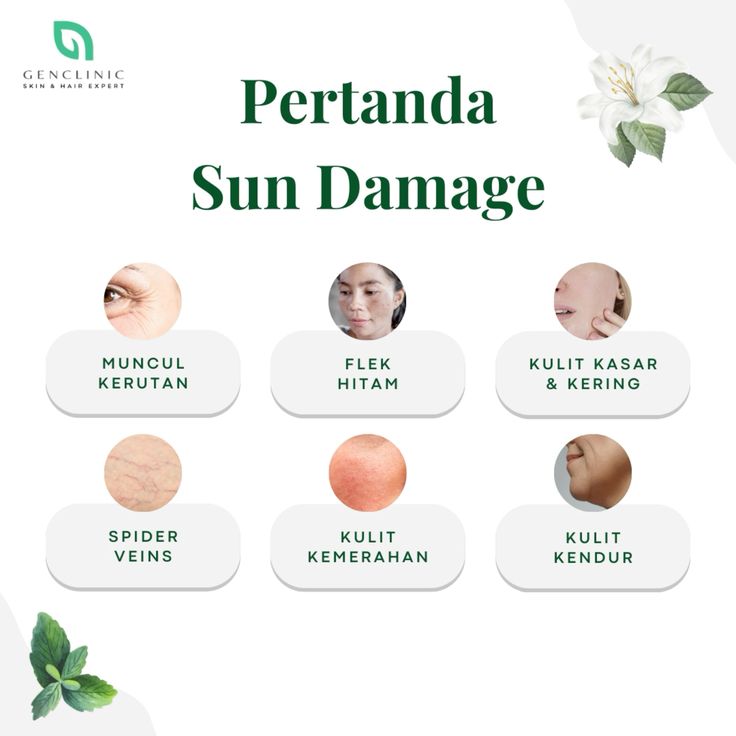 GENCLINIC
SKIN & HAIR EXPERT
Pertanda
Sun Damage
MUNCUL
KERUTAN
FLEK
HITAM
KULIT KASAR
& KERING
SPIDER
VEINS
KULIT
KEMERAHAN
KULIT
KENDUR